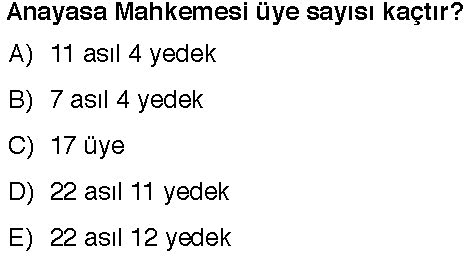 Anayasa Mahkemesi üye sayısı kaçtır?
A) 11 asıl 4 yedek
B) 7 asıl 4 yedek
C) 17 üye
D) 22 asıl 11 yedek
E) 22 asıl 12 yedek